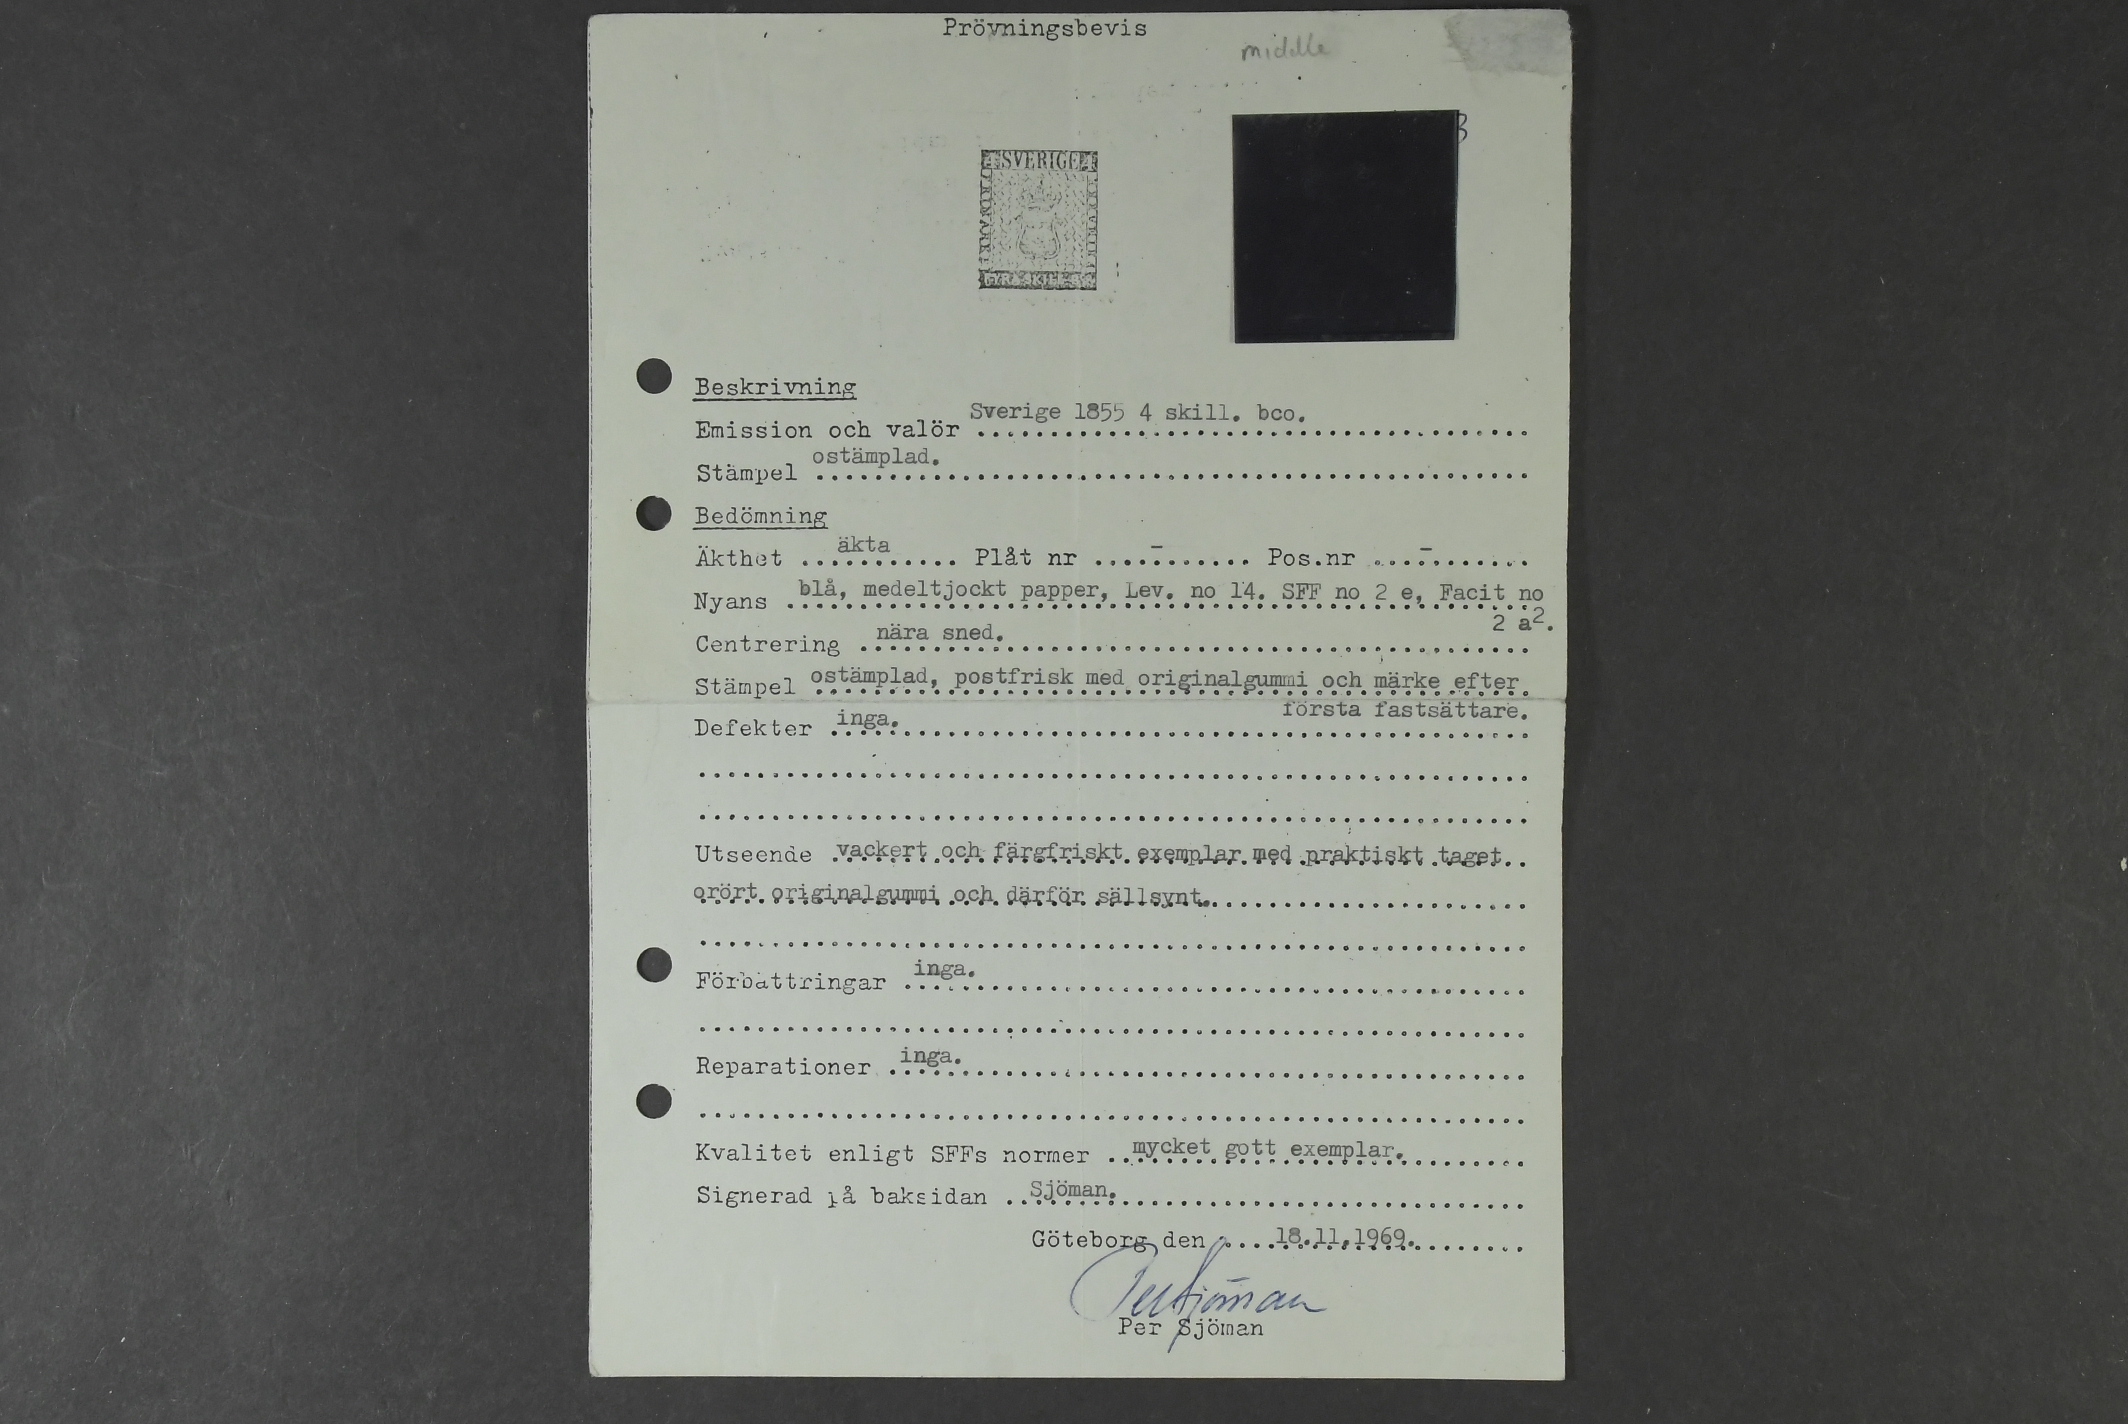 Prövningsbevis
middle
SVERIGE
Beskrivning
Sverige 1855 4 skill. bco.
Emission och valör
ostämplad.
Stämpel
Bedömning
Äkthet äkta Plåt nr - Pos.nr -
Nyans blå, medeltjockt papper, Lev. no 14. SFF no 2 e, Facit no
2 a².
Centrering nära sned.
Stämpel ostämplad, postfrisk med originalgummi och märke efter
första fastsättare.
Defekter inga.
Utseende vackert och färgfriskt exemplar med praktiskt taget
orört originalgummi och därför sällsynt.
Förbättringar inga.
Reparationer inga.
Kvalitet enligt SFFs normer mycket gott exemplar.
Signerad på baksidan Sjöman.
Göteborg den 18.11.1969.
Per Sjöman
Per Sjöman